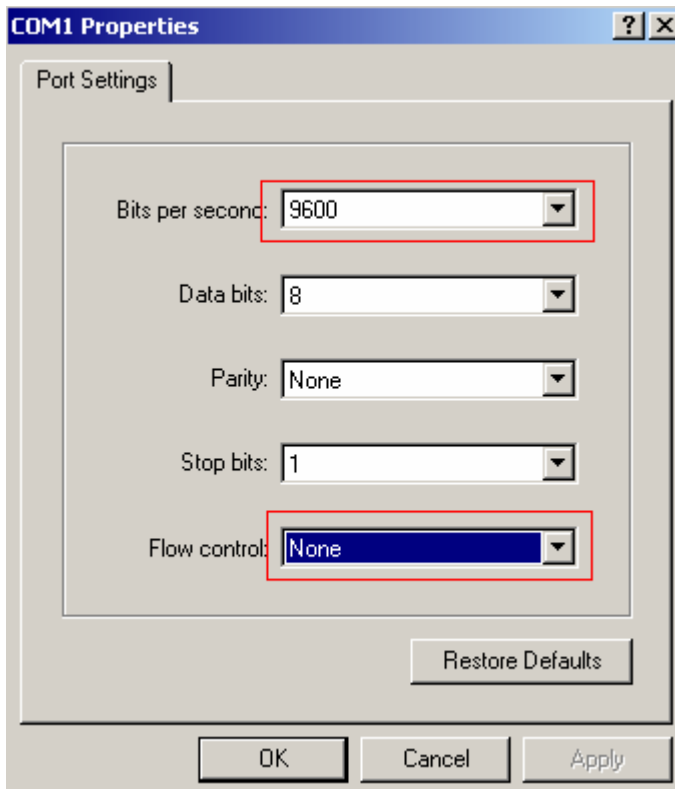 COM1 Properties
Port Settings
Bits per second: 9600
Data bits: 8
Parity: None
Stop bits: 1
Flow control: None
Restore Defaults
OK Cancel Apply